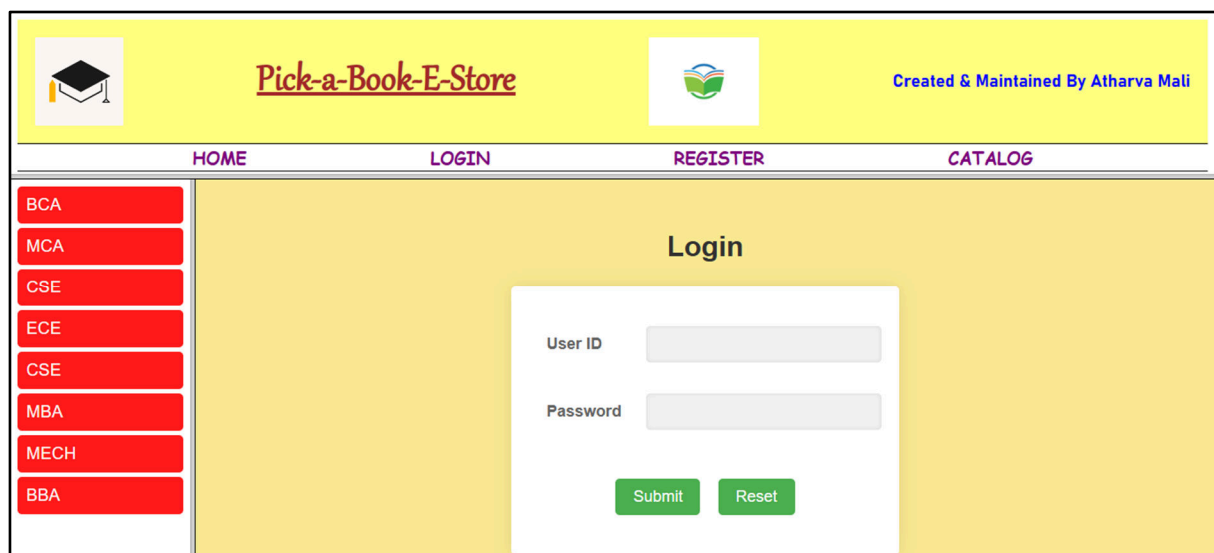 Pick-a-Book-E-Store
Created & Maintained By Atharva Mali
HOME LOGIN REGISTER CATALOG
BCA
MCA
CSE
ECE
CSE
MBA
MECH
BBA
Login
User ID
Password
Submit Reset